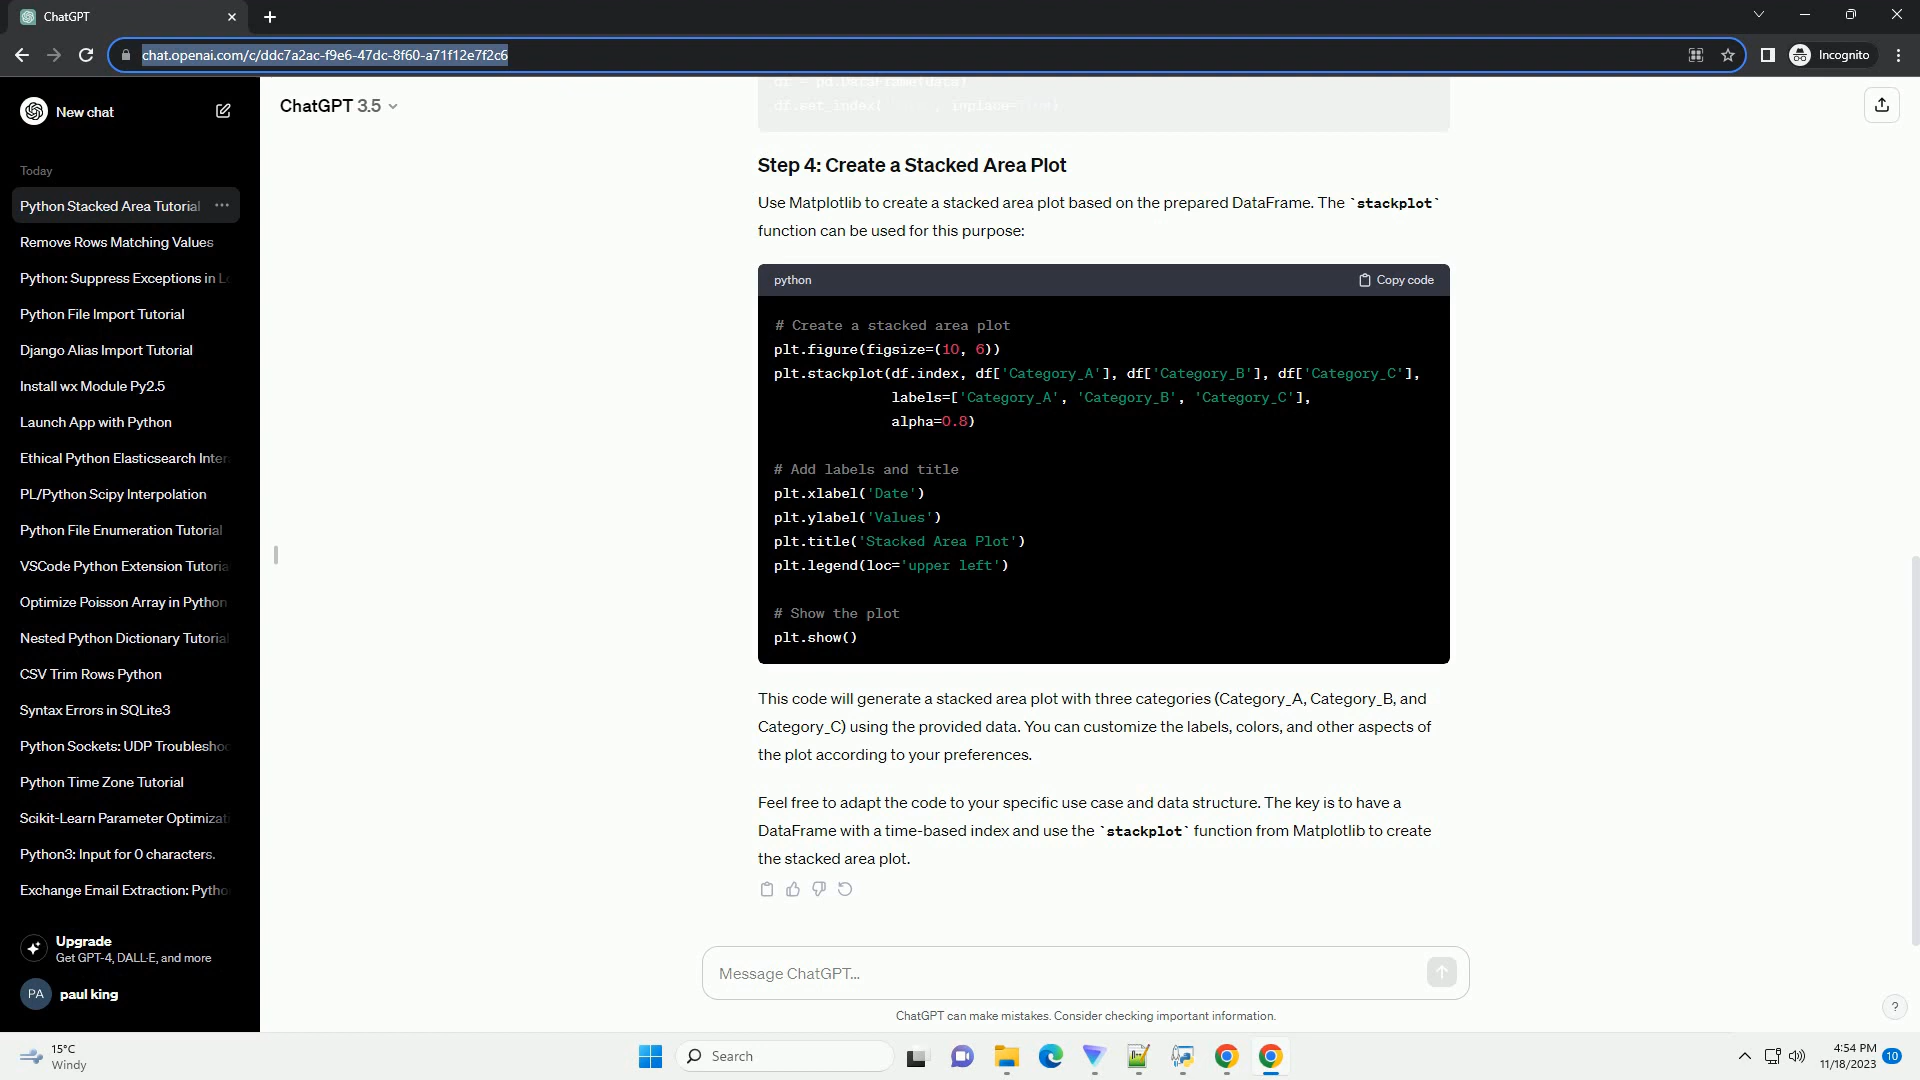 ChatGPT
chat.openai.com/c/ddc7a2ac-f9e6-47dc-8f60-a71f12e7f2c6
Incognito
New chat
Today
Python Stacked Area Tutorial
Remove Rows Matching Values
Python: Suppress Exceptions in L
Python File Import Tutorial
Django Alias Import Tutorial
Install wx Module Py2.5
Launch App with Python
Ethical Python Elasticsearch Inter
PL/Python Scipy Interpolation
Python File Enumeration Tutorial
VSCode Python Extension Tutoria
Optimize Poisson Array in Python
Nested Python Dictionary Tutorial
CSV Trim Rows Python
Syntax Errors in SQLite3
Python Sockets: UDP Troubleshoo
Python Time Zone Tutorial
Scikit-Learn Parameter Optimizat
Python3: Input for 0 characters.
Exchange Email Extraction: Pytho
Upgrade
Get GPT-4, DALL·E, and more
PA
paul king
ChatGPT 3.5
df = pd.DataFrame(data)
df.set_index( , inplace=True)
Step 4: Create a Stacked Area Plot
Use Matplotlib to create a stacked area plot based on the prepared DataFrame. The `stackplot`
function can be used for this purpose:
python
Copy code
# Create a stacked area plot
plt.figure(figsize=(10, 6))
plt.stackplot(df.index, df['Category_A'], df['Category_B'], df['Category_C'],
labels=['Category_A', 'Category_B', 'Category_C'],
alpha=0.8)
# Add labels and title
plt.xlabel('Date')
plt.ylabel('Values')
plt.title('Stacked Area Plot')
plt.legend(loc='upper left')
# Show the plot
plt.show()
This code will generate a stacked area plot with three categories (Category_A, Category_B, and
Category_C) using the provided data. You can customize the labels, colors, and other aspects of
the plot according to your preferences.
Feel free to adapt the code to your specific use case and data structure. The key is to have a
DataFrame with a time-based index and use the `stackplot` function from Matplotlib to create
the stacked area plot.
Message ChatGPT...
ChatGPT can make mistakes. Consider checking important information.
?
15°C
Windy
Search
4:54 PM
11/18/2023
10